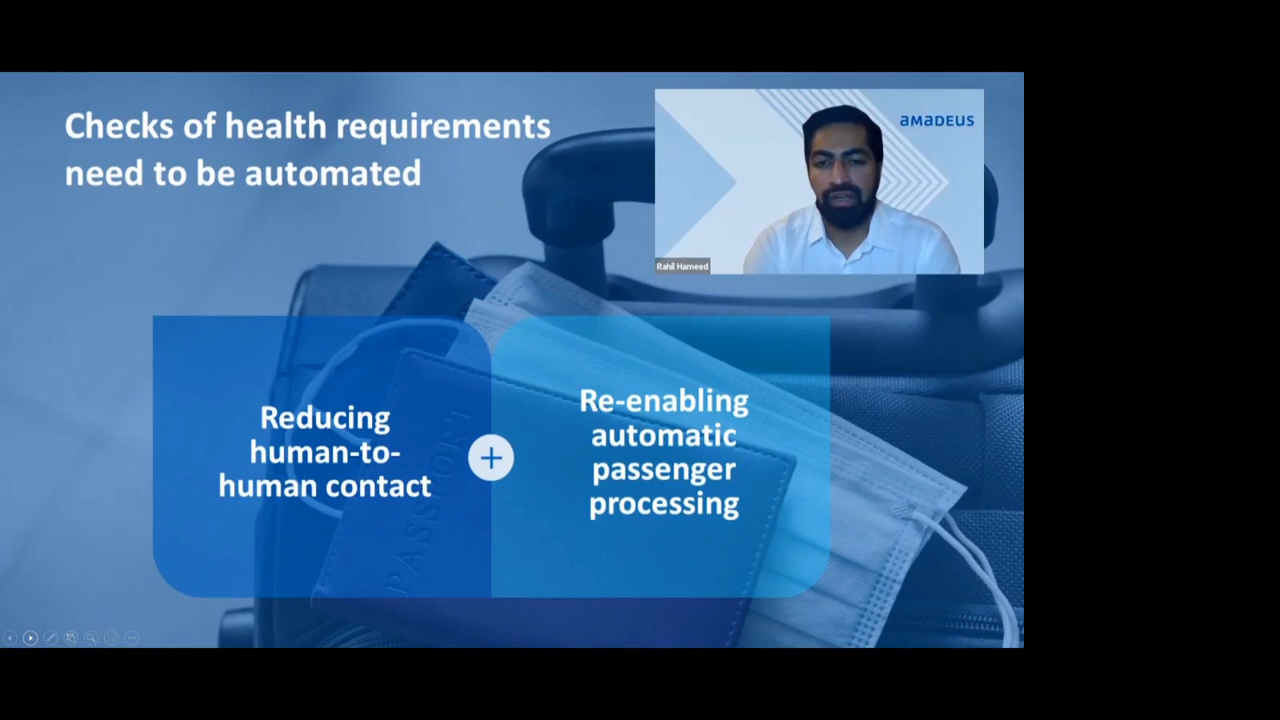 Checks of health requirements
need to be automated
amadeus
Rahil Hameed
Reducing
human-to-
human contact
+
Re-enabling
automatic
passenger
processing
PASSPORT